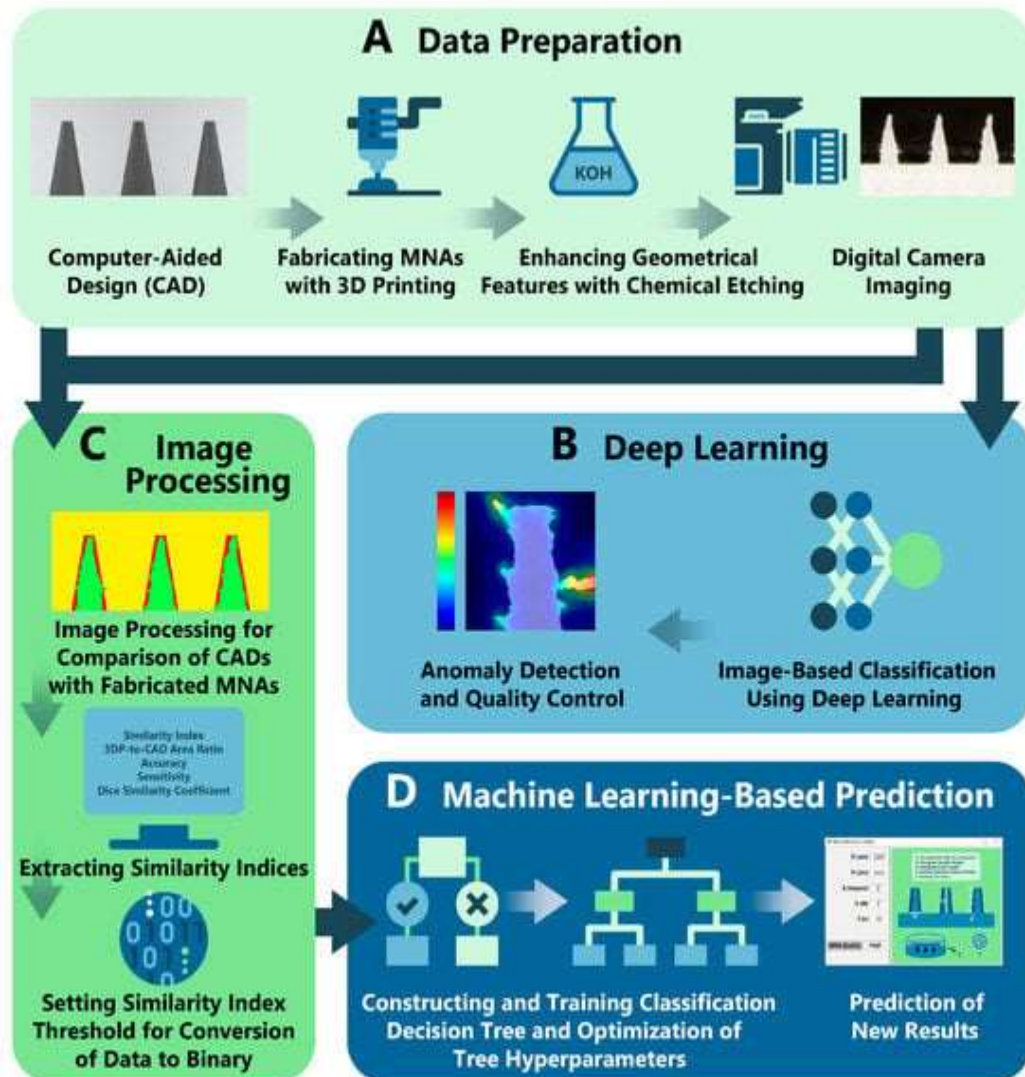 A Data Preparation
KOH
Computer-Aided
Design (CAD)
Fabricating MNAs
with 3D Printing
Enhancing Geometrical
Features with Chemical Etching
Digital Camera
Imaging
C Image
Processing
Image Processing for
Comparison of CADs
with Fabricated MNAs
Similarity Index
3DP-to-CAD Area Ratio
Accuracy
Sensitivity
Dice Similarity Coefficient
Extracting Similarity Indices
Setting Similarity Index
Threshold for Conversion
of Data to Binary
B Deep Learning
Anomaly Detection
and Quality Control
Image-Based Classification
Using Deep Learning
D Machine Learning-Based Prediction
Constructing and Training Classification
Decision Tree and Optimization of
Tree Hyperparameters
Prediction of
New Results